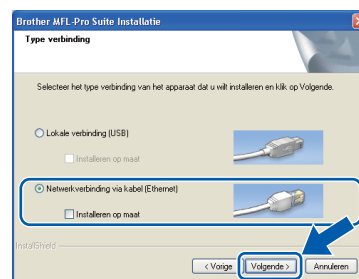 Brother MFL-Pro Suite Installatie
Type verbinding
Selecteer het type verbinding van het apparaat dat u wilt installeren en klik op Volgende.
Lokale verbinding (USB)
Installeren op maat
Netwerkverbinding via kabel (Ethernet)
Installeren op maat
InstallShield
< Vorige
Volgende >
Annuleren